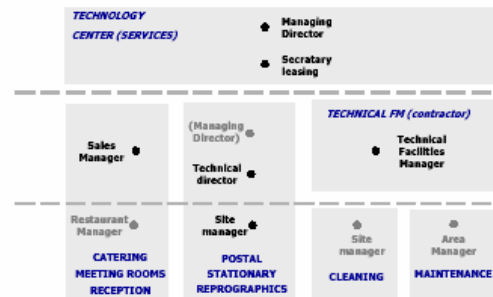 TECHNOLOGY
CENTER (SERVICES)
Managing
Director
Secratary
leasing
TECHNICAL FM (contractor)
Sales
Manager
(Managing
Director)
Technical
director
Technical
Facilities
Manager
Restaurant
Manager
Site
manager
Site
manager
Area
Manager
CATERING
MEETING ROOMS
RECEPTION
POSTAL
STATIONARY
REPROGRAPHICS
CLEANING
MAINTENANCE